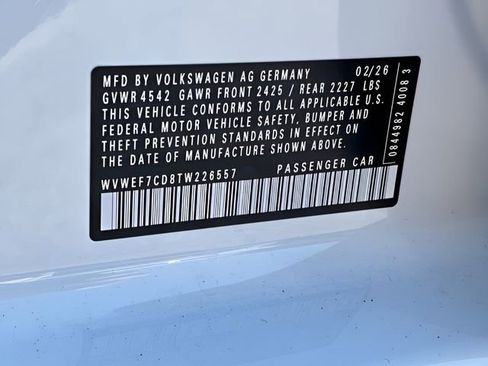 MFD BY VOLKSWAGEN AG GERMANY 02/26
GVWR 4542 GAWR FRONT 2425 / REAR 2227 LBS
THIS VEHICLE CONFORMS TO ALL APPLICABLE U.S.
FEDERAL MOTOR VEHICLE SAFETY, BUMPER AND
THEFT PREVENTION STANDARDS IN EFFECT ON THE
DATE OF MANUFACTURE SHOWN ABOVE.
WVWEF7CD8TW226557 PASSENGER CAR
0844982 4008 3